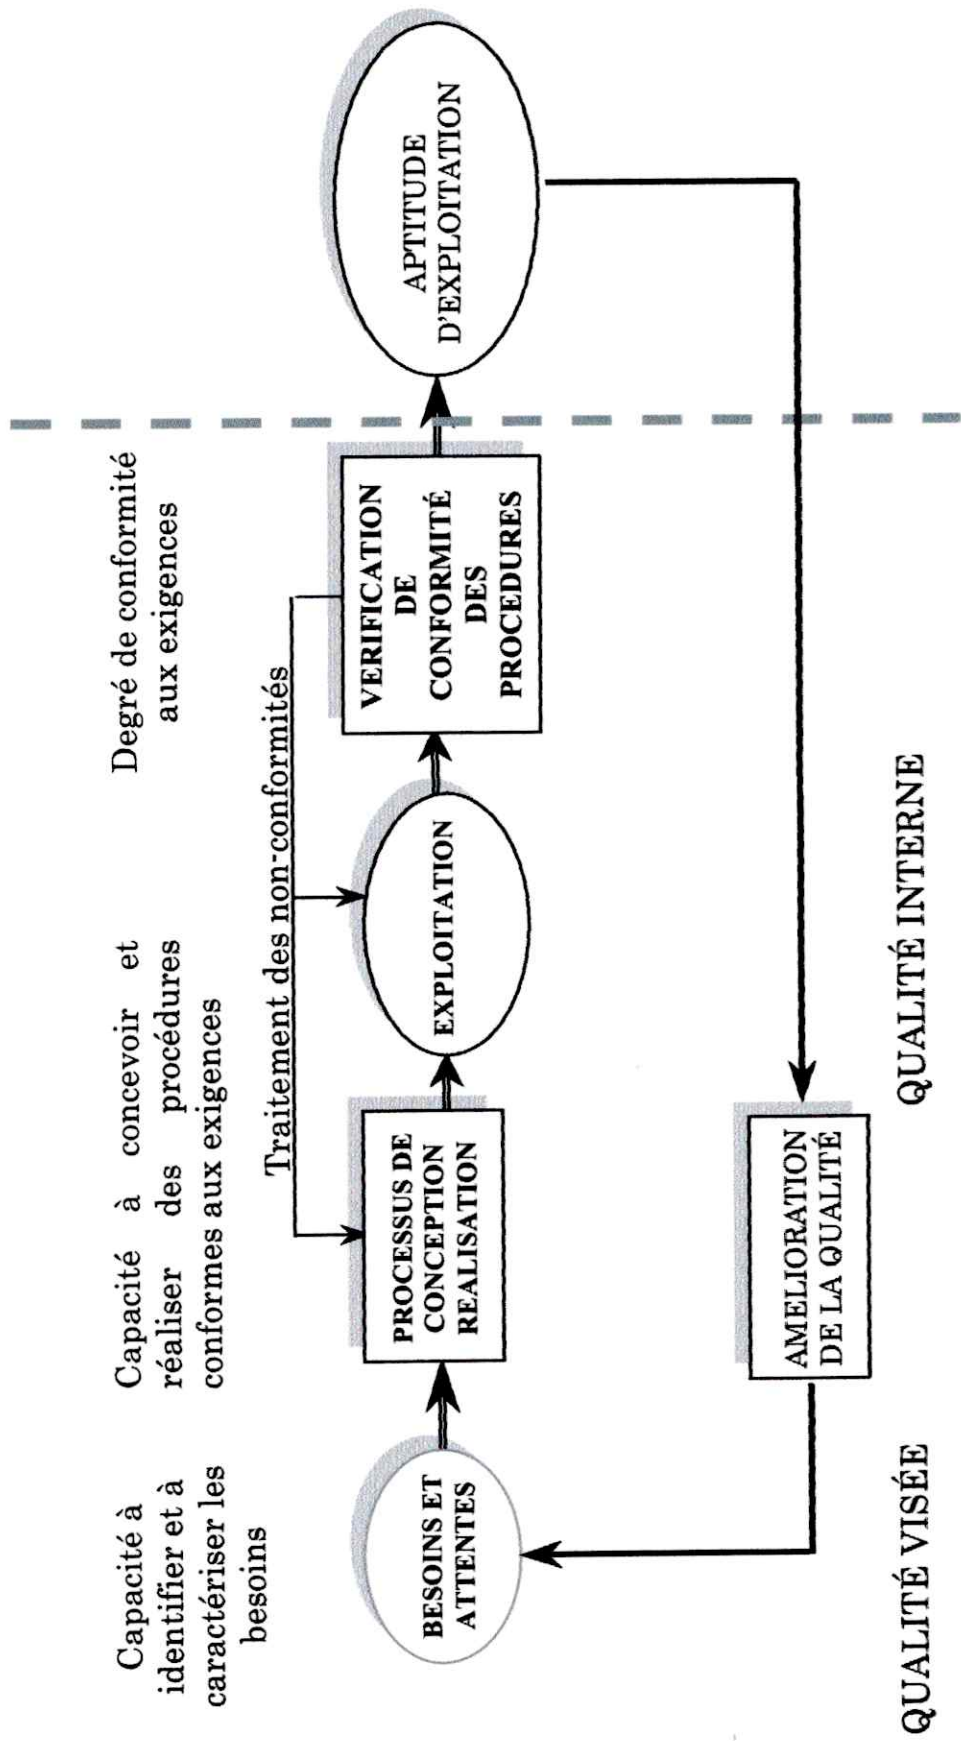 Capacité à
identifier et à
caractériser les
besoins
Capacité à concevoir et
réaliser des procédures
conformes aux exigences
Degré de conformité
aux exigences
Traitement des non-conformités
BESOINS ET
ATTENTES
PROCESSUS DE
CONCEPTION
REALISATION
EXPLOITATION
VERIFICATION
DE
CONFORMITÉ
DES
PROCEDURES
APTITUDE
D'EXPLOITATION
AMELIORATION
DE LA QUALITÉ
QUALITÉ VISÉE
QUALITÉ INTERNE